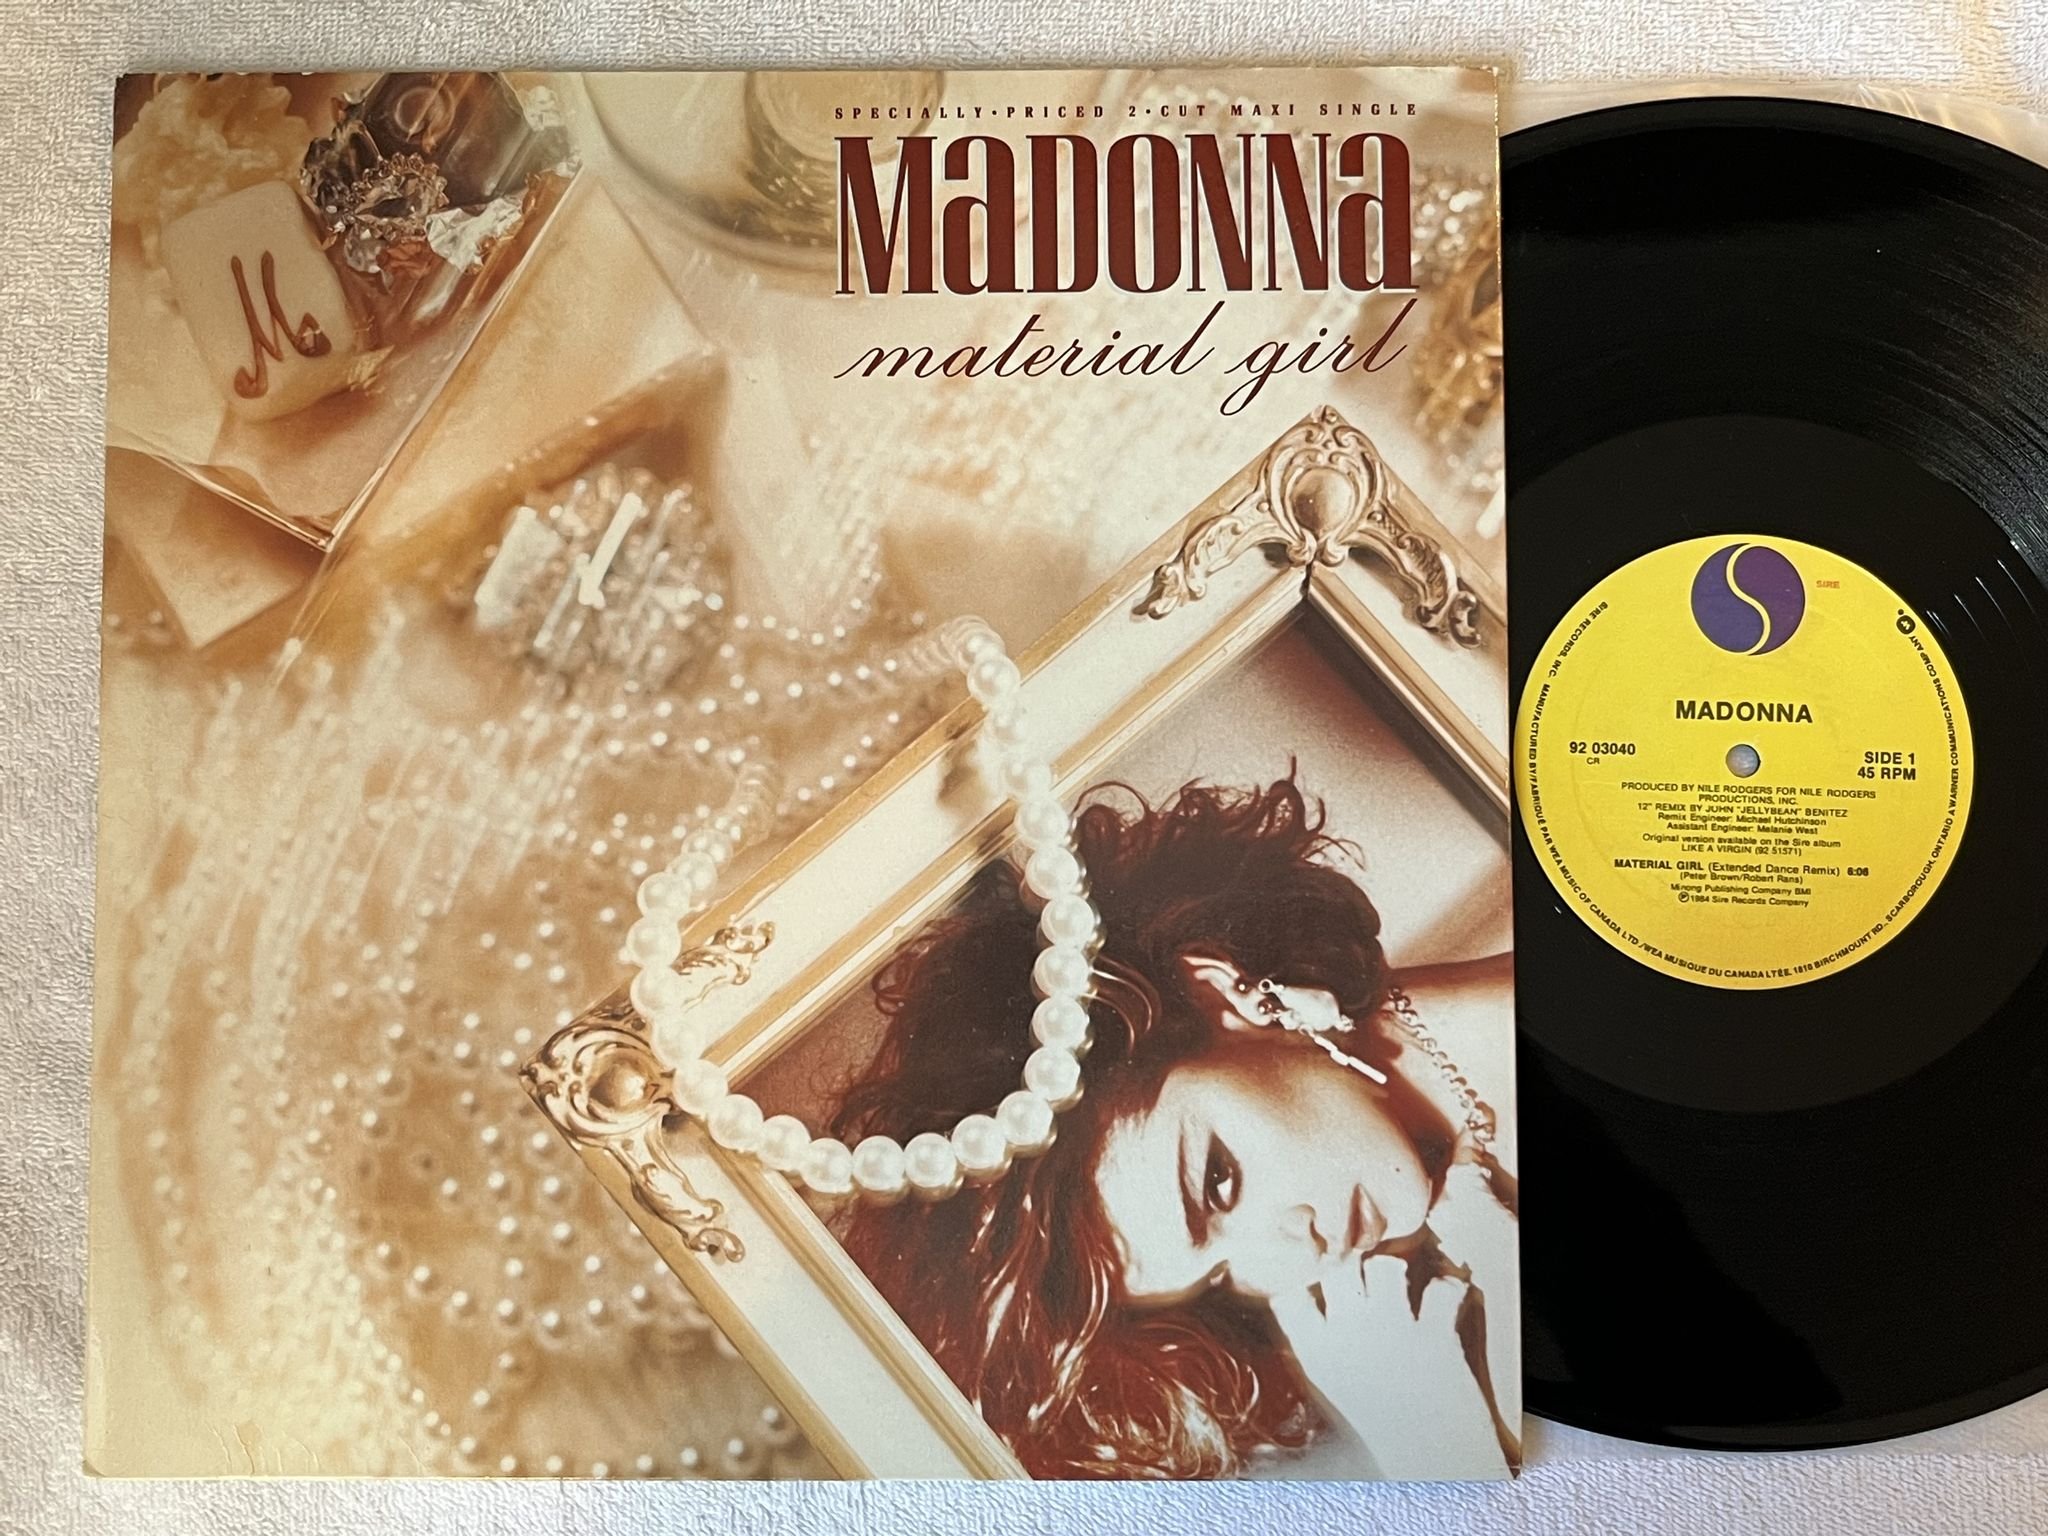 SPECIALLY•PRICED 2•CUT MAXI SINGLE
MaDONNa
material girl
M
SIRE
MADONNA
92 03040
CR
SIDE 1
45 RPM
PRODUCED BY NILE RODGERS FOR NILE RODGERS
PRODUCTIONS, INC.
12" REMIX BY JOHN "JELLYBEAN" BENITEZ
Remix Engineer: Michael Hutchinson
Assistant Engineer: Melanie West
Original version available on the Sire album
LIKE A VIRGIN (92 51571)
MATERIAL GIRL (Extended Dance Remix) 6:06
(Peter Brown/Robert Rans)
Minong Publishing Company BMI
℗1984 Sire Records Company
SIRE RECORDS, INC. MANUFACTURED BY/FABRIQUÉ PAR WEA MUSIC OF CANADA LTD./WEA MUSIQUE DU CANADA LTÉE, 1810 BIRCHMOUNT RD., SCARBOROUGH, ONTARIO A WARNER COMMUNICATIONS COMPANY